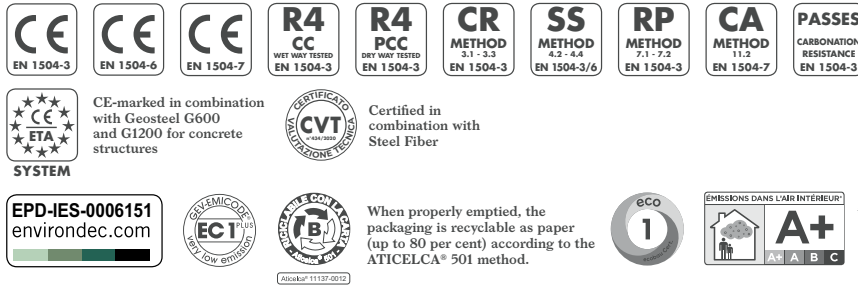 CE
EN 1504-3
CE
EN 1504-6
CE
EN 1504-7
R4
CC
WET WAY TESTED
EN 1504-3
R4
PCC
DRY WAY TESTED
EN 1504-3
CR
METHOD
3.1 - 3.3
EN 1504-3
SS
METHOD
4.2 - 4.4
EN 1504-3/6
RP
METHOD
7.1 - 7.2
EN 1504-3
CA
METHOD
11.2
EN 1504-7
PASSES
CARBONATION
RESISTANCE
EN 1504-3
CE
ETA
SYSTEM
CE-marked in combination
with Geosteel G600
and G1200 for concrete
structures
CERTIFICATO
CVT
n°434/2020
VALUTAZIONE TECNICA
Certified in
combination with
Steel Fiber
EPD-IES-0006151
environdec.com
GEV-EMICODE®
EC 1 PLUS
very low emission
RICICLABILE CON LA CARTA
B
Aticelca® 501
Aticelca® 11137-0012
When properly emptied, the
packaging is recyclable as paper
(up to 80 per cent) according to the
ATICELCA® 501 method.
eco
1
ÉMISSIONS DANS L'AIR INTÉRIEUR*
A+
A+ A B C